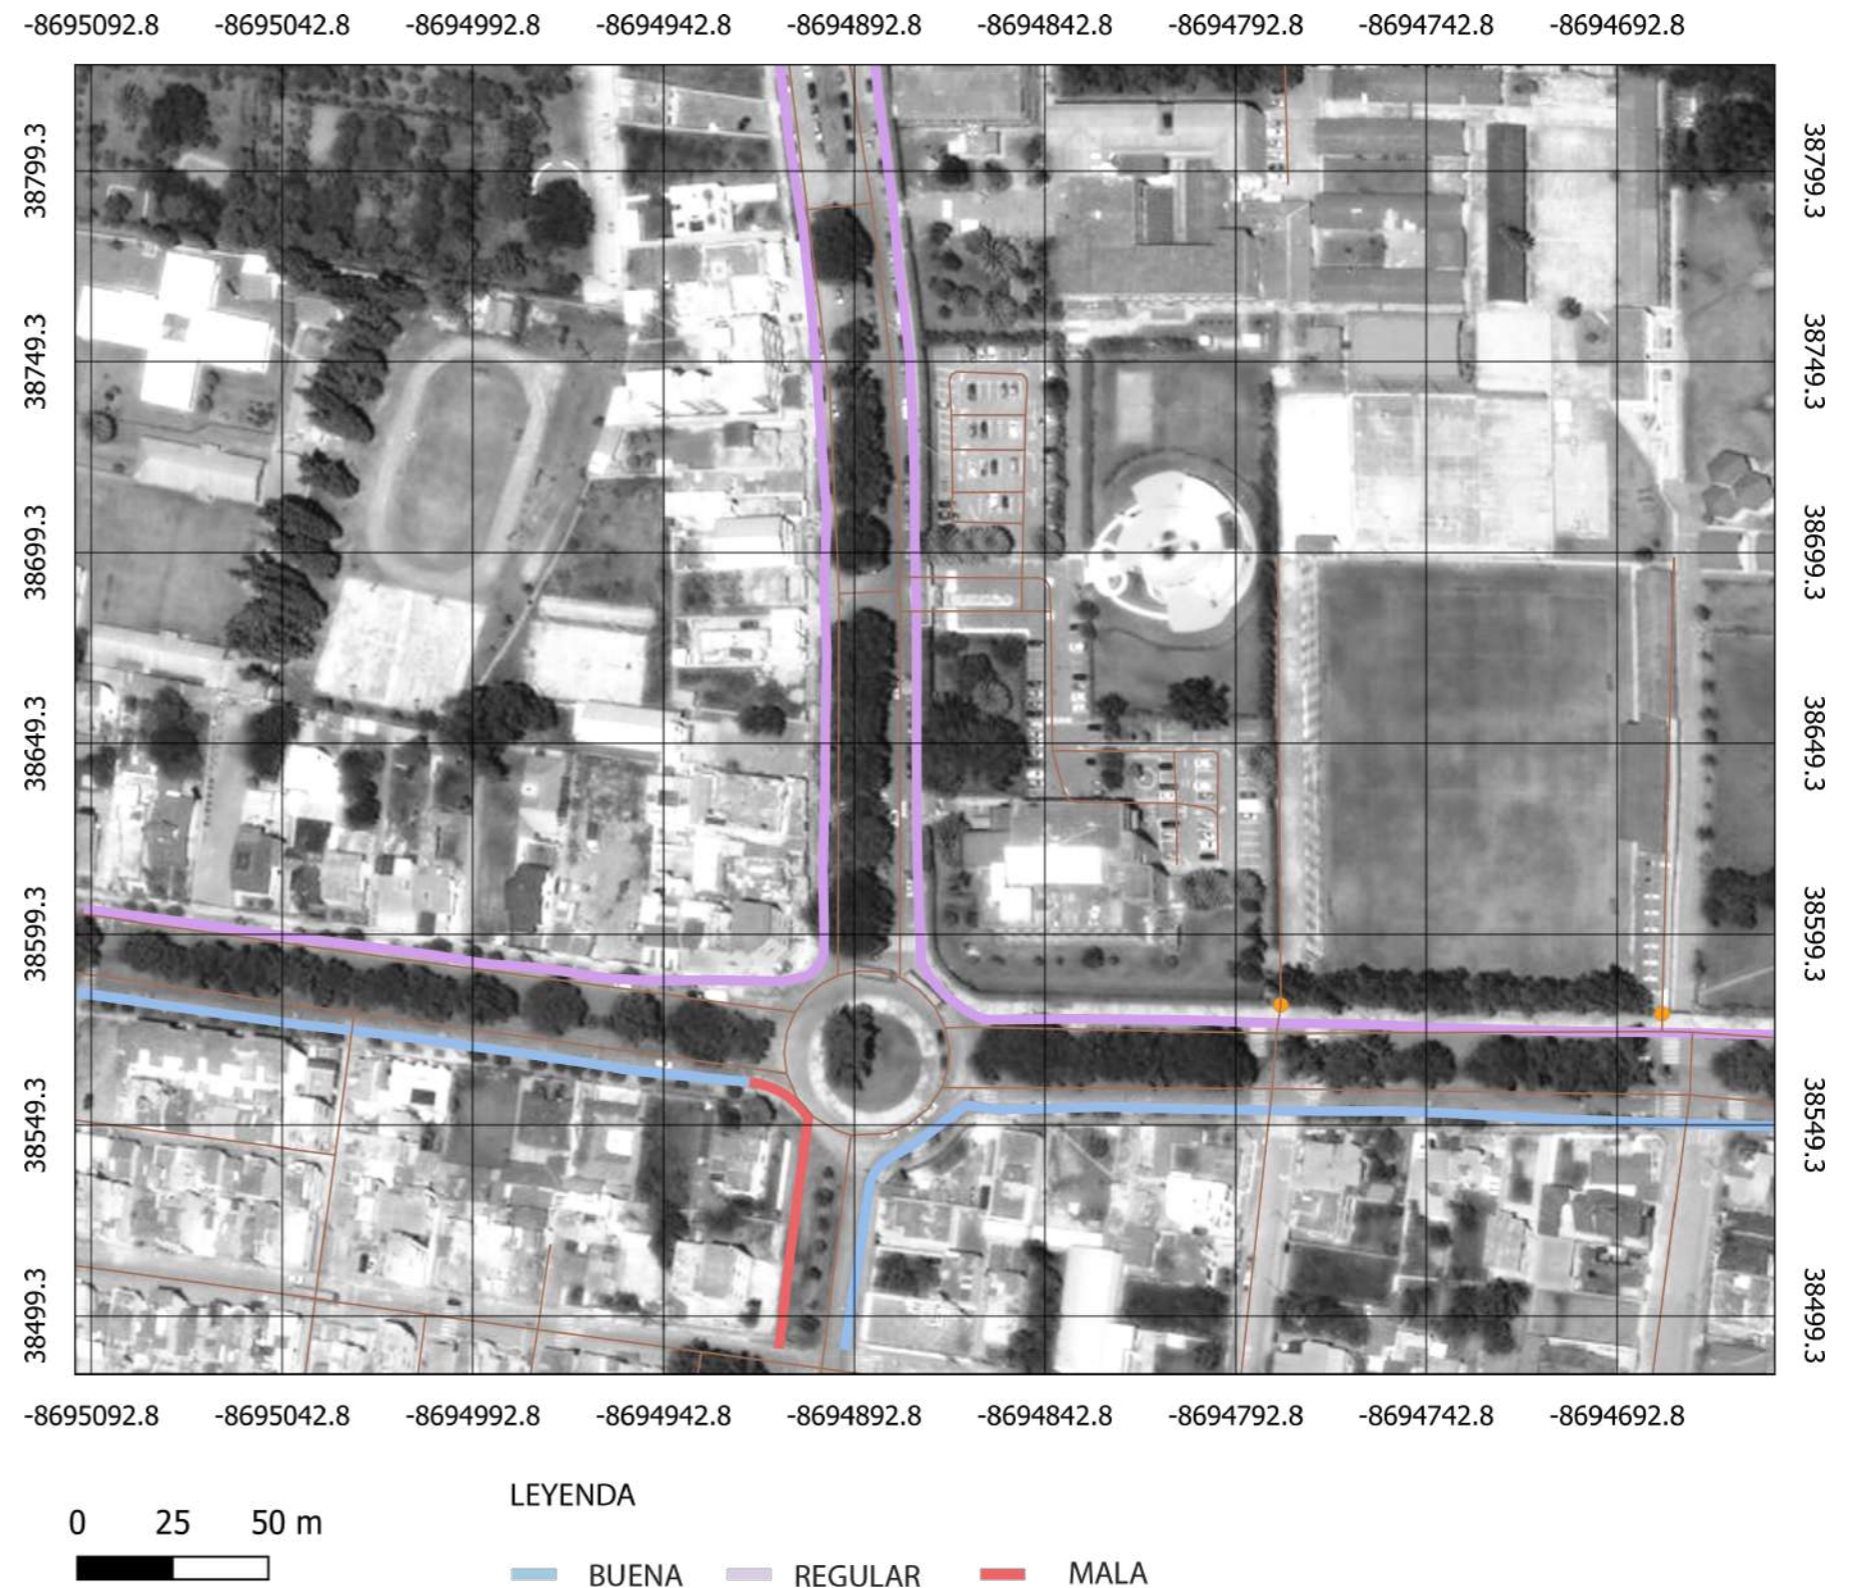 -8695092.8 -8695042.8 -8694992.8 -8694942.8 -8694892.8 -8694842.8 -8694792.8 -8694742.8 -8694692.8
38799.3 38799.3
38749.3 38749.3
38699.3 38699.3
38649.3 38649.3
38599.3 38599.3
38549.3 38549.3
38499.3 38499.3
-8695092.8 -8695042.8 -8694992.8 -8694942.8 -8694892.8 -8694842.8 -8694792.8 -8694742.8 -8694692.8
LEYENDA
0 25 50 m
BUENA REGULAR MALA